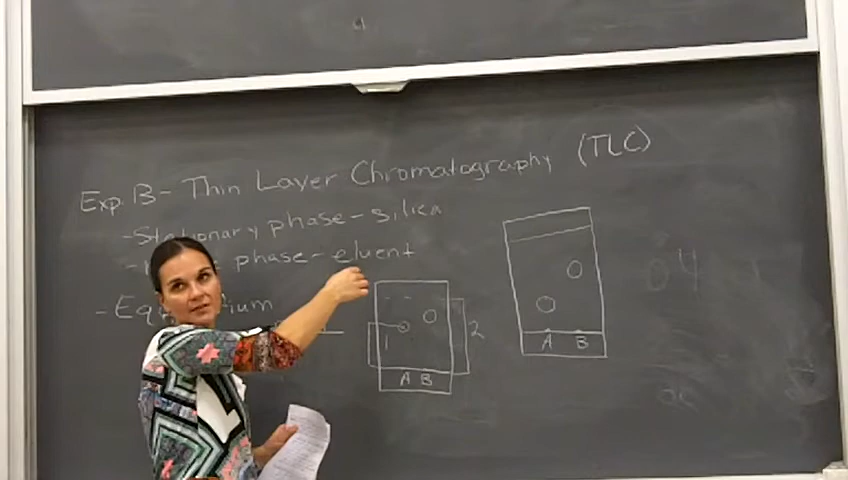 Exp. B - Thin Layer Chromatography (TLC)
- Stationary phase - silica
- phase - eluent
-
1
2
A B
A B